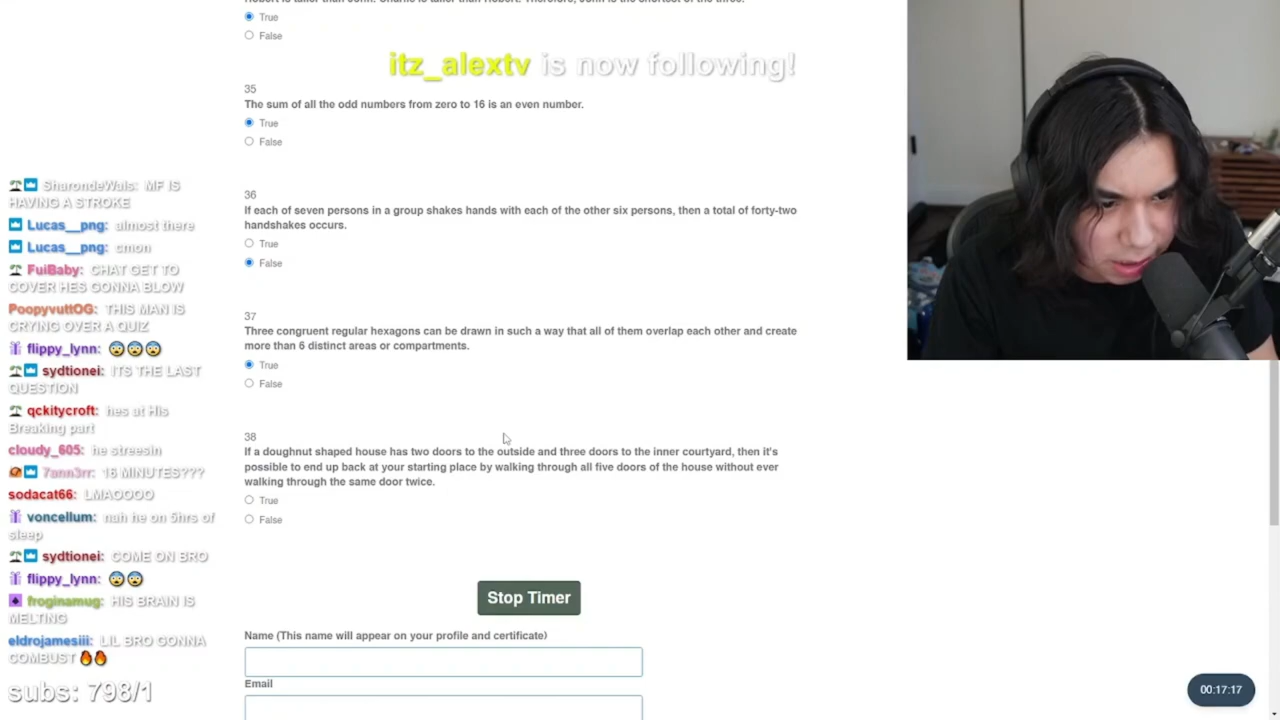 Robert is taller than John. Charlie is taller than Robert. Therefore, John is the shortest of the three.
True
False
itz_alextv is now following!
35
The sum of all the odd numbers from zero to 16 is an even number.
True
False
36
If each of seven persons in a group shakes hands with each of the other six persons, then a total of forty-two
handshakes occurs.
True
False
37
Three congruent regular hexagons can be drawn in such a way that all of them overlap each other and create
more than 6 distinct areas or compartments.
True
False
38
If a doughnut shaped house has two doors to the outside and three doors to the inner courtyard, then it's
possible to end up back at your starting place by walking through all five doors of the house without ever
walking through the same door twice.
True
False
Stop Timer
Name (This name will appear on your profile and certificate)
Email
SharondeWals: MF IS
HAVING A STROKE
Lucas__png: almost there
Lucas__png: cmon
FuiBaby: CHAT GET TO
COVER HES GONNA BLOW
PoopyvuttOG: THIS MAN IS
CRYING OVER A QUIZ
flippy_lynn: 😨😨😨
sydtionei: ITS THE LAST
QUESTION
qckitycroft: hes at His
Breaking part
cloudy_605: he streesin
7ann3rr: 16 MINUTES???
sodacat66: LMAOOOO
voncellum: nah he on 5hrs of
sleep
sydtionei: COME ON BRO
flippy_lynn: 😨😨
froginamug: HIS BRAIN IS
MELTING
eldrojamesiii: LIL BRO GONNA
COMBUST 🔥🔥
subs: 798/1
00:17:17